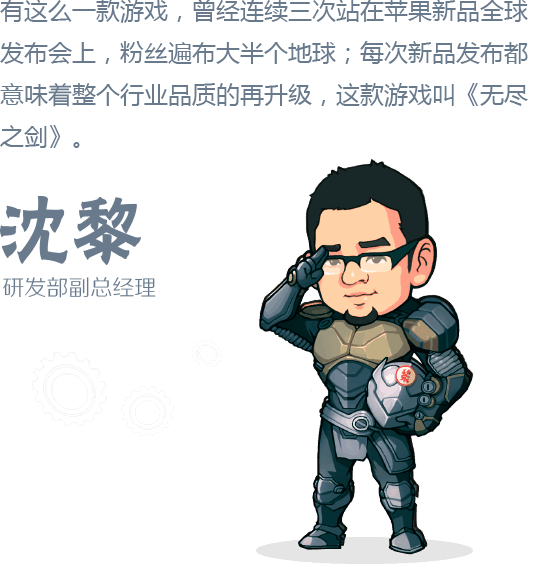 有这么一款游戏，曾经连续三次站在苹果新品全球
发布会上，粉丝遍布大半个地球；每次新品发布都
意味着整个行业品质的再升级，这款游戏叫《无尽
之剑》。
沈黎
研发部副总经理